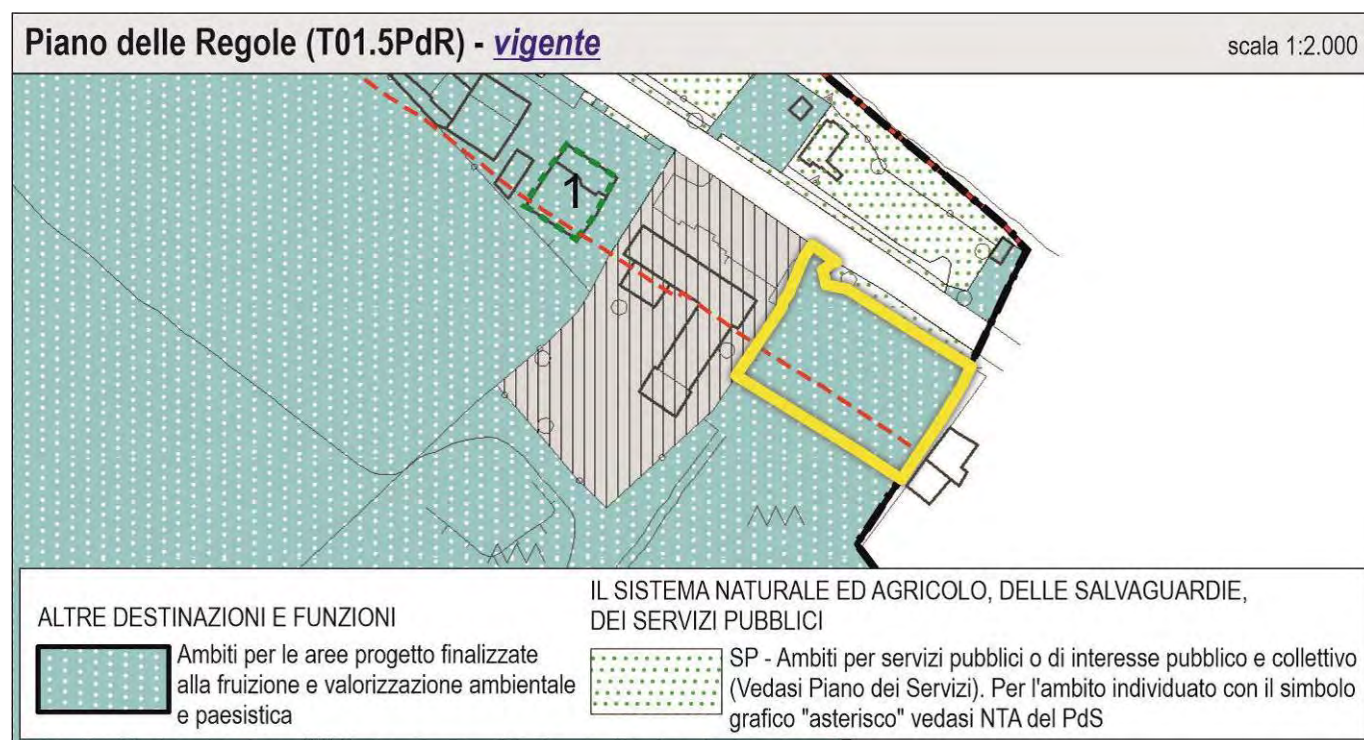 Piano delle Regole (T01.5PdR) - vigente
scala 1:2.000
1
ALTRE DESTINAZIONI E FUNZIONI
Ambiti per le aree progetto finalizzate
alla fruizione e valorizzazione ambientale
e paesistica
IL SISTEMA NATURALE ED AGRICOLO, DELLE SALVAGUARDIE,
DEI SERVIZI PUBBLICI
SP - Ambiti per servizi pubblici o di interesse pubblico e collettivo
(Vedasi Piano dei Servizi). Per l'ambito individuato con il simbolo
grafico "asterisco" vedasi NTA del PdS